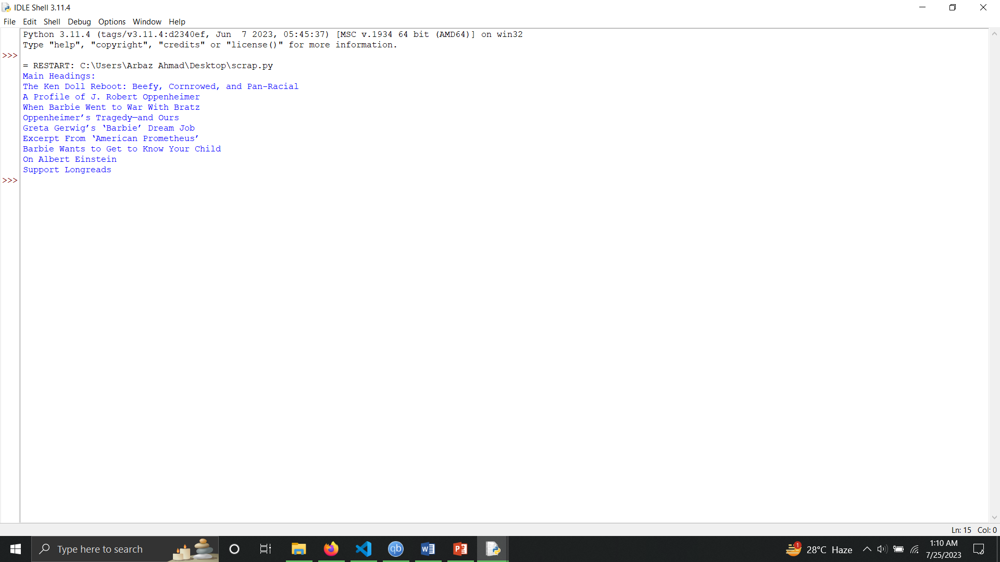 IDLE Shell 3.11.4
File Edit Shell Debug Options Window Help
Python 3.11.4 (tags/v3.11.4:d2340ef, Jun  7 2023, 05:45:37) [MSC v.1934 64 bit (AMD64)] on win32
Type "help", "copyright", "credits" or "license()" for more information.
>>>
= RESTART: C:\Users\Arbaz Ahmad\Desktop\scrap.py
Main Headings:
The Ken Doll Reboot: Beefy, Cornrowed, and Pan-Racial
A Profile of J. Robert Oppenheimer
When Barbie Went to War With Bratz
Oppenheimer’s Tragedy—and Ours
Greta Gerwig’s ‘Barbie’ Dream Job
Excerpt From ‘American Prometheus’
Barbie Wants to Get to Know Your Child
On Albert Einstein
Support Longreads
>>>
Ln: 15 Col: 0
Type here to search
qb
W
P
1
28°C Haze
1:10 AM
7/25/2023